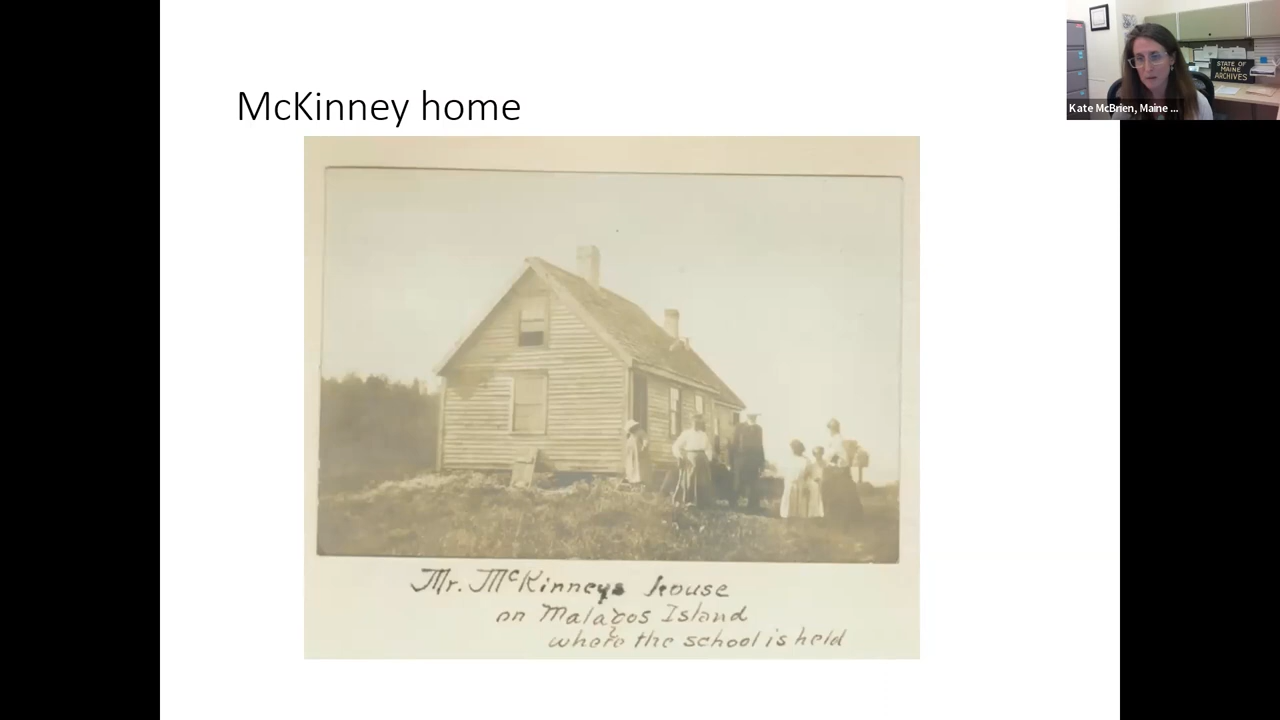 McKinney home
Mr. McKinneys house
on Malagos Island
where the school is held
STATE OF
MAINE
ARCHIVES
Kate McBrien, Maine ...